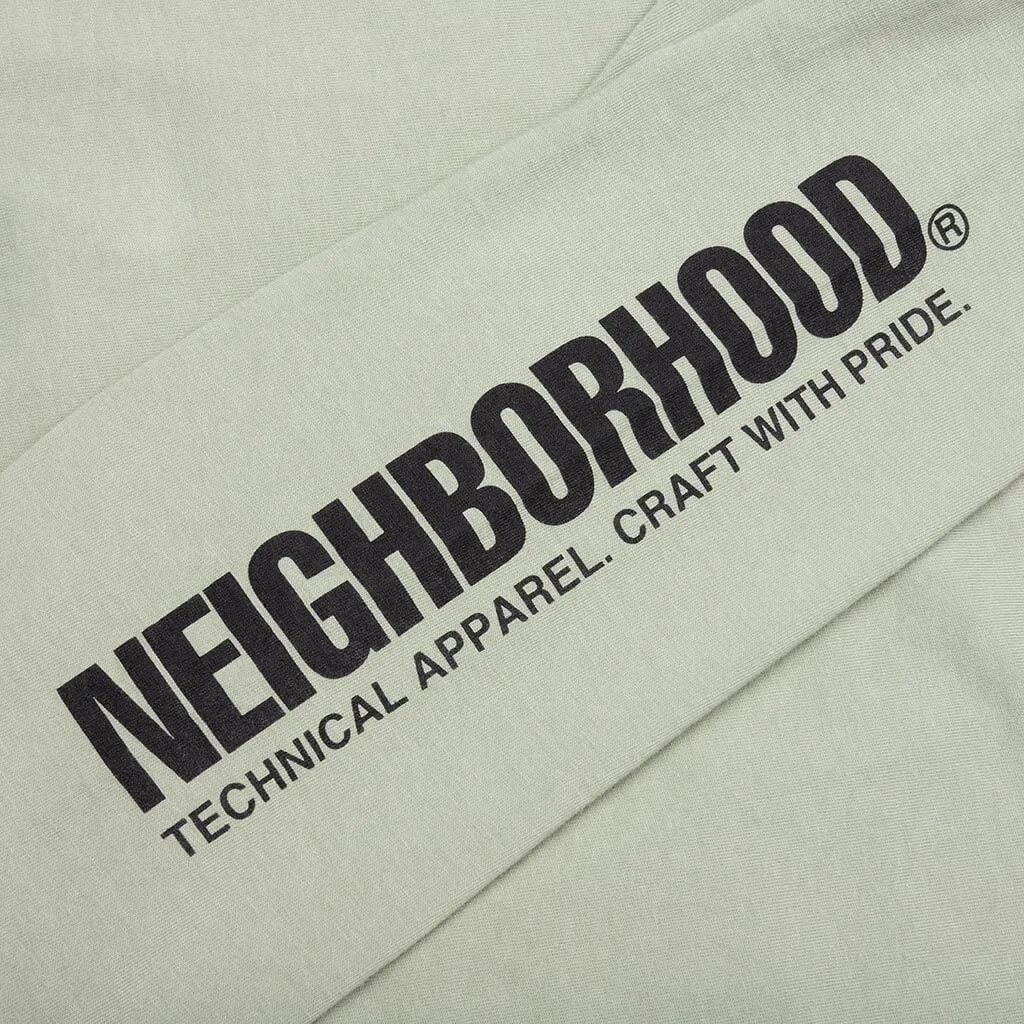 NEIGHBORHOOD®
TECHNICAL APPAREL. CRAFT WITH PRIDE.